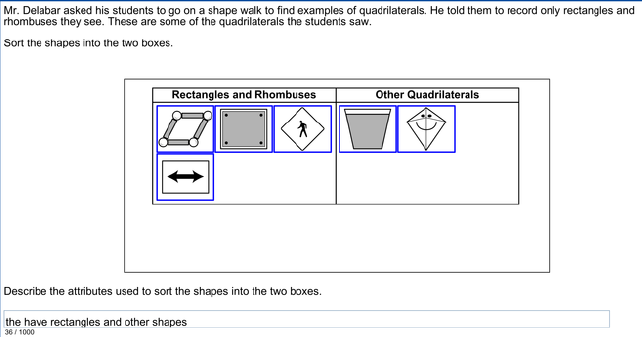 Mr. Delabar asked his students to go on a shape walk to find examples of quadrilaterals. He told them to record only rectangles and
rhombuses they see. These are some of the quadrilaterals the students saw.
Sort the shapes into the two boxes.
Rectangles and Rhombuses
Other Quadrilaterals
Describe the attributes used to sort the shapes into the two boxes.
the have rectangles and other shapes
36 / 1000